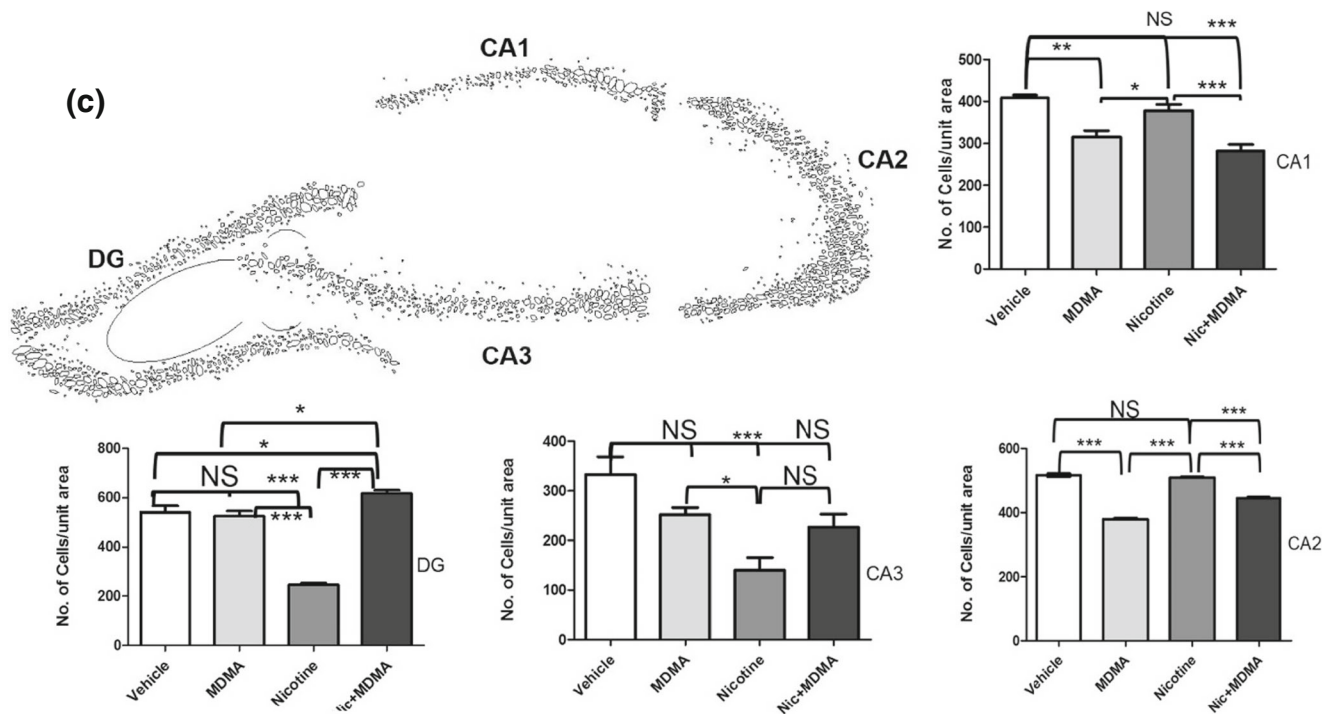 (c)
CA1
CA2
DG
CA3
NS ***
** 
* ***
No. of Cells/unit area
500
400
300
200
100
0
Vehicle
MDMA
Nicotine
Nic+MDMA
CA1
*
*
NS *** ***
***
No. of Cells/unit area
800
600
400
200
0
Vehicle
MDMA
Nicotine
Nic+MDMA
DG
NS *** NS
* NS
No. of Cells/unit area
400
300
200
100
0
Vehicle
MDMA
Nicotine
Nic+MDMA
CA3
NS ***
*** *** ***
No. of Cells/unit area
600
400
200
0
Vehicle
MDMA
Nicotine
Nic+MDMA
CA2